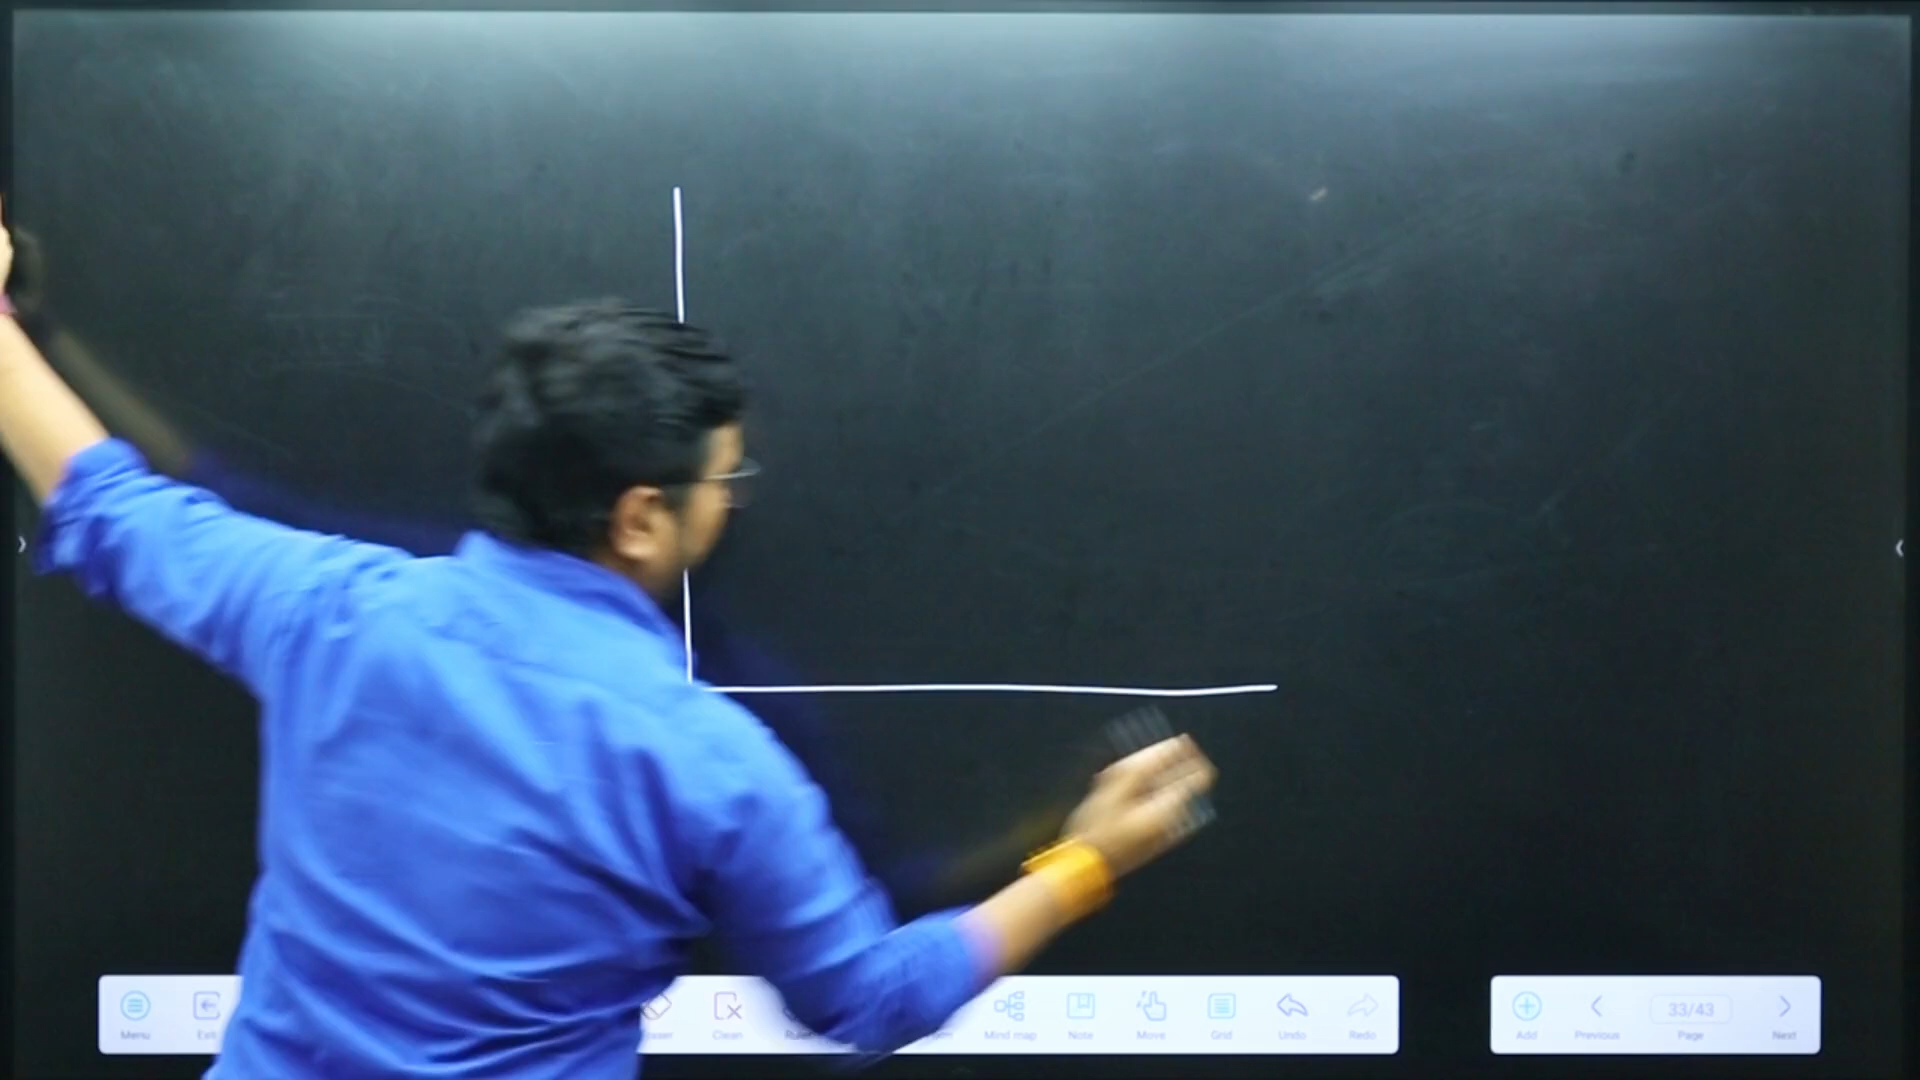 Menu
Exit
Clean
Mind map
Note
Move
Grid
Undo
Redo
Add
Previous
33/43
Page
Next